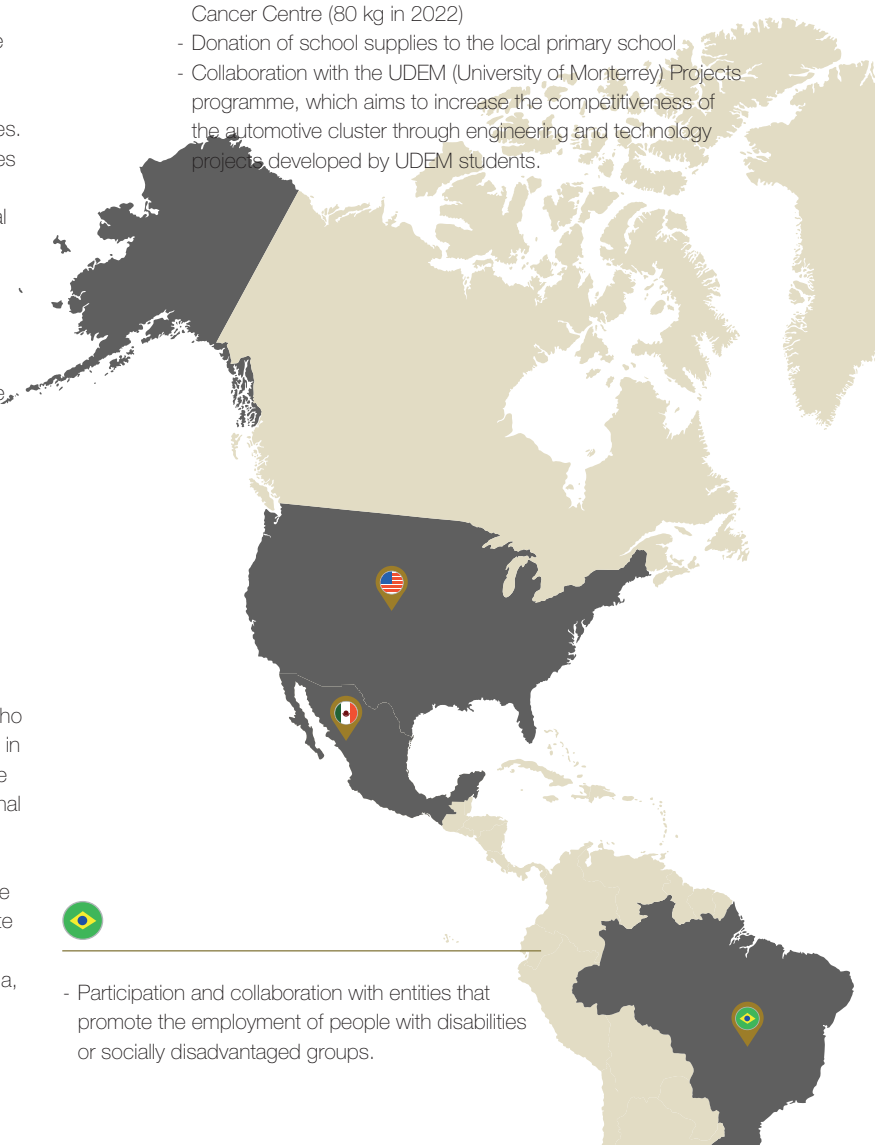 Cancer Centre (80 kg in 2022)
- Donation of school supplies to the local primary school
- Collaboration with the UDEM (University of Monterrey) Projects
programme, which aims to increase the competitiveness of
the automotive cluster through engineering and technology
projects developed by UDEM students.
- Participation and collaboration with entities that
promote the employment of people with disabilities
or socially disadvantaged groups.